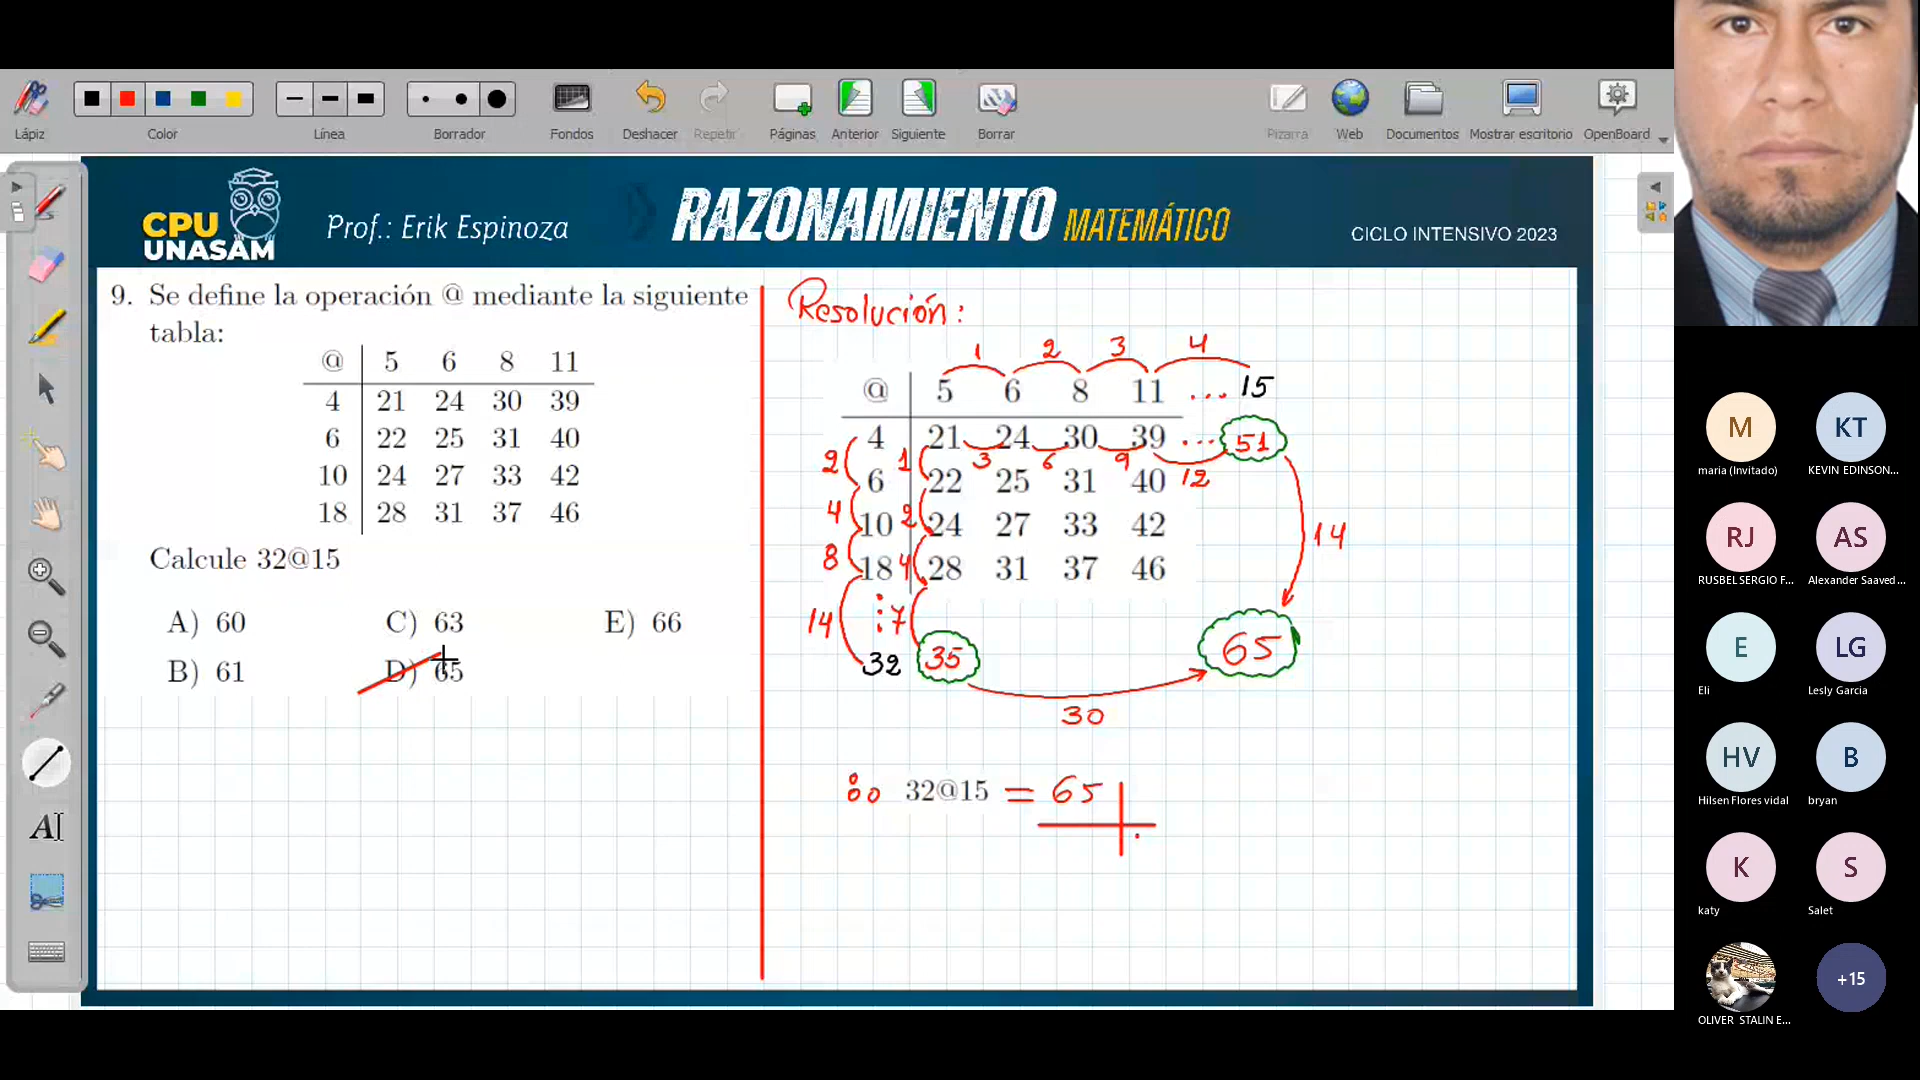 Lápiz
Color
Línea
Borrador
Fondos
Deshacer
Repetir
Páginas
Anterior
Siguiente
Borrar
Pizarra
Web
Documentos
Mostrar escritorio
OpenBoard
CPU
UNASAM
Prof.: Erik Espinoza
RAZONAMIENTO MATEMÁTICO
CICLO INTENSIVO 2023
9. Se define la operación @ mediante la siguiente
tabla:
@ 5 6 8 11
4 21 24 30 39
6 22 25 31 40
10 24 27 33 42
18 28 31 37 46
Calcule 32@15
A) 60 C) 63 E) 66
B) 61 D) 65
Resolución:
1 2 3 4
@ 5 6 8 11 ... 15
4 21 24 30 39 ... 51
3 6 9 12
2 1
6 22 25 31 40
4 2
10 24 27 33 42
14
8 4
18 28 31 37 46
14 ⋮ 7
32 35 65
30
∴ 32@15 = 65
AI
M
maria (Invitado)
KT
KEVIN EDINSON...
RJ
RUSBEL SERGIO F...
AS
Alexander Saaved...
E
Eli
LG
Lesly Garcia
HV
Hilsen Flores vidal
B
bryan
K
katy
S
Salet
OLIVER STALIN E...
+15